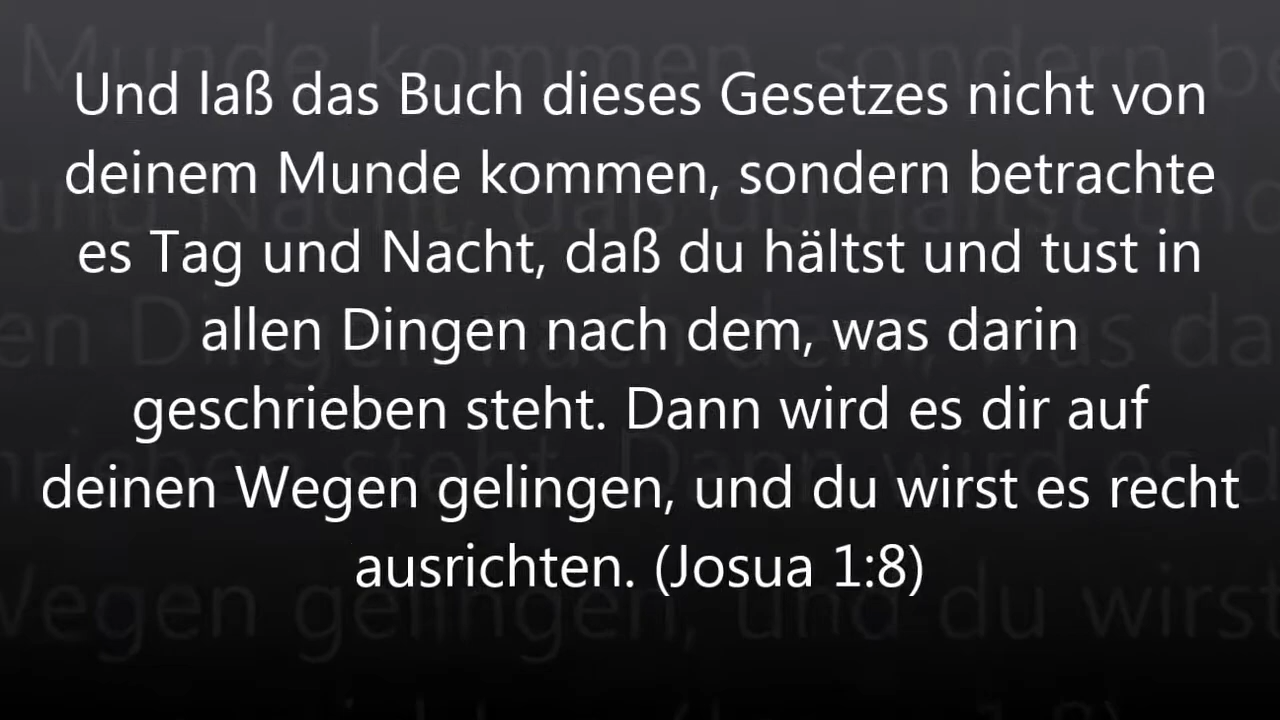 Und laß das Buch dieses Gesetzes nicht von
deinem Munde kommen, sondern betrachte
es Tag und Nacht, daß du hältst und tust in
allen Dingen nach dem, was darin
geschrieben steht. Dann wird es dir auf
deinen Wegen gelingen, und du wirst es recht
ausrichten. (Josua 1:8)